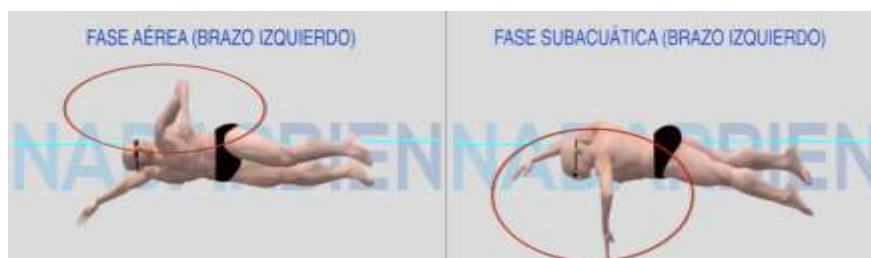 FASE AÉREA (BRAZO IZQUIERDO)
FASE SUBACUÁTICA (BRAZO IZQUIERDO)